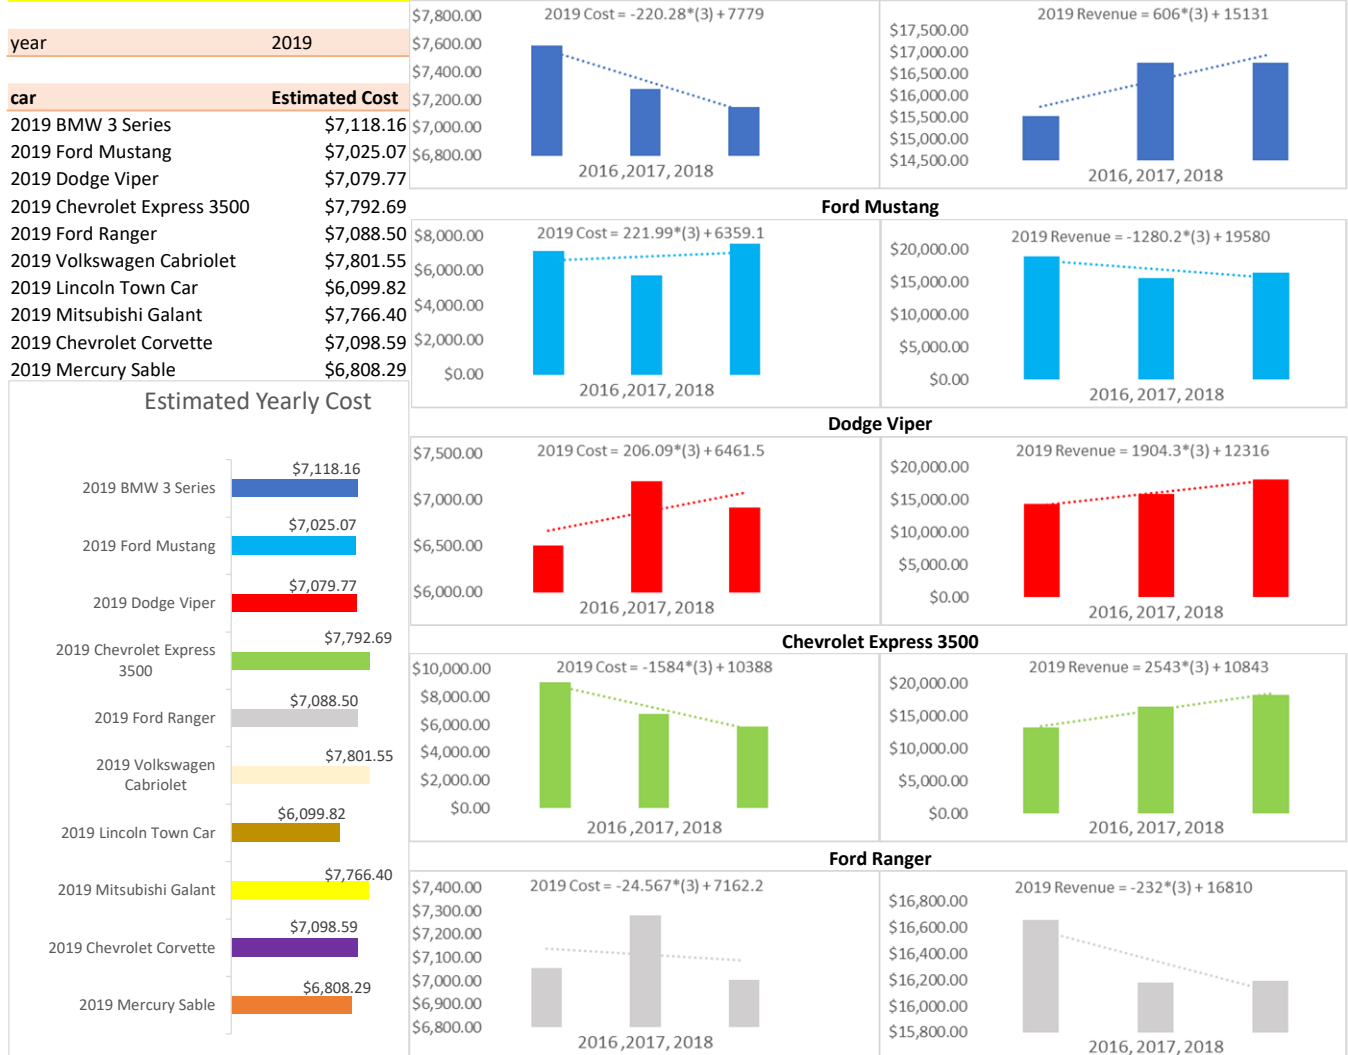 year 2019
car Estimated Cost
2019 BMW 3 Series $7,118.16
2019 Ford Mustang $7,025.07
2019 Dodge Viper $7,079.77
2019 Chevrolet Express 3500 $7,792.69
2019 Ford Ranger $7,088.50
2019 Volkswagen Cabriolet $7,801.55
2019 Lincoln Town Car $6,099.82
2019 Mitsubishi Galant $7,766.40
2019 Chevrolet Corvette $7,098.59
2019 Mercury Sable $6,808.29
Estimated Yearly Cost
$7,118.16
2019 BMW 3 Series
$7,025.07
2019 Ford Mustang
$7,079.77
2019 Dodge Viper
$7,792.69
2019 Chevrolet Express
3500
$7,088.50
2019 Ford Ranger
$7,801.55
2019 Volkswagen
Cabriolet
$6,099.82
2019 Lincoln Town Car
$7,766.40
2019 Mitsubishi Galant
$7,098.59
2019 Chevrolet Corvette
$6,808.29
2019 Mercury Sable
2019 Cost = -220.28*(3) + 7779
$7,800.00
$7,600.00
$7,400.00
$7,200.00
$7,000.00
$6,800.00
2016 ,2017, 2018
2019 Revenue = 606*(3) + 15131
$17,500.00
$17,000.00
$16,500.00
$16,000.00
$15,500.00
$15,000.00
$14,500.00
2016, 2017, 2018
Ford Mustang
2019 Cost = 221.99*(3) + 6359.1
$8,000.00
$6,000.00
$4,000.00
$2,000.00
$0.00
2016 ,2017, 2018
2019 Revenue = -1280.2*(3) + 19580
$20,000.00
$15,000.00
$10,000.00
$5,000.00
$0.00
2016, 2017, 2018
Dodge Viper
2019 Cost = 206.09*(3) + 6461.5
$7,500.00
$7,000.00
$6,500.00
$6,000.00
2016 ,2017, 2018
2019 Revenue = 1904.3*(3) + 12316
$20,000.00
$15,000.00
$10,000.00
$5,000.00
$0.00
2016, 2017, 2018
Chevrolet Express 3500
2019 Cost = -1584*(3) + 10388
$10,000.00
$8,000.00
$6,000.00
$4,000.00
$2,000.00
$0.00
2016 ,2017, 2018
2019 Revenue = 2543*(3) + 10843
$20,000.00
$15,000.00
$10,000.00
$5,000.00
$0.00
2016, 2017, 2018
Ford Ranger
2019 Cost = -24.567*(3) + 7162.2
$7,400.00
$7,300.00
$7,200.00
$7,100.00
$7,000.00
$6,900.00
$6,800.00
2016, 2017, 2018
2019 Revenue = -232*(3) + 16810
$16,800.00
$16,600.00
$16,400.00
$16,200.00
$16,000.00
$15,800.00
2016, 2017, 2018